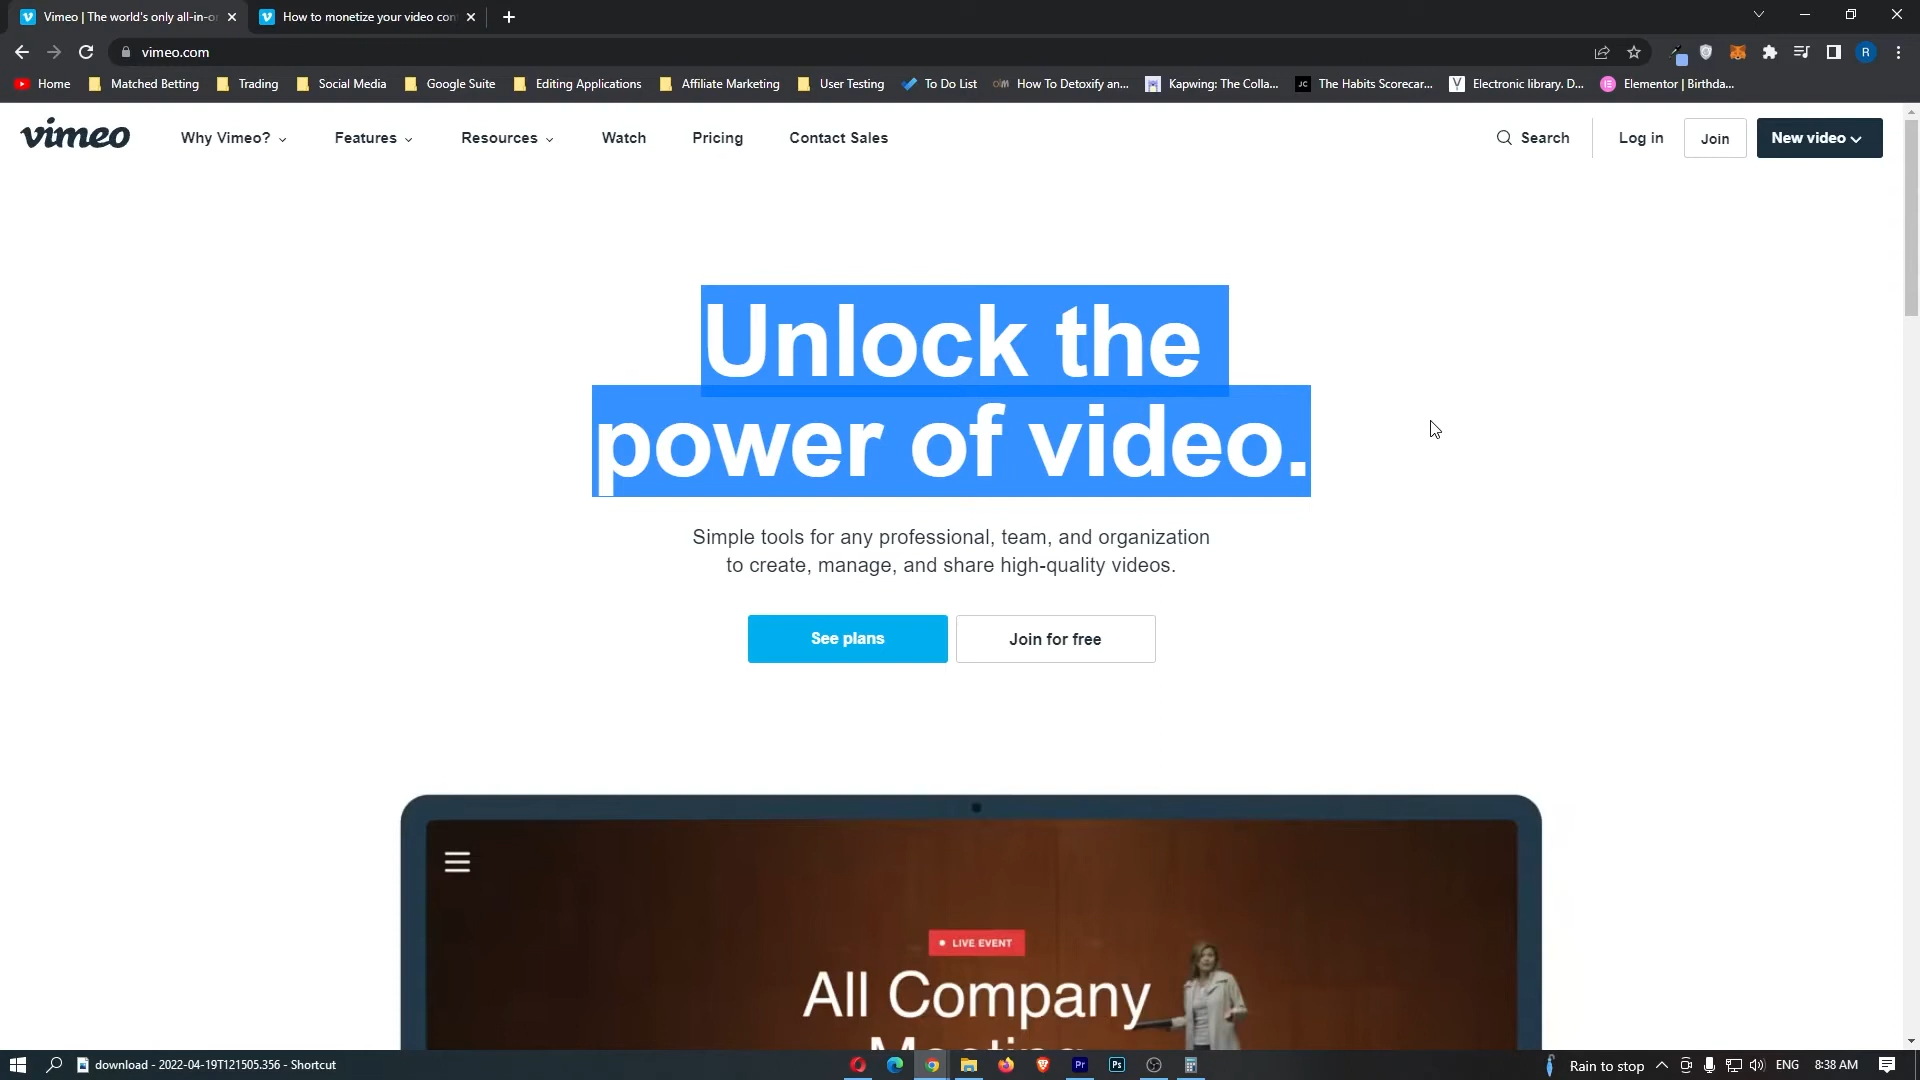 Vimeo | The world's only all-in-o
How to monetize your video con
vimeo.com
R
Home
Matched Betting
Trading
Social Media
Google Suite
Editing Applications
Affiliate Marketing
User Testing
To Do List
How To Detoxify an...
Kapwing: The Colla...
JC
The Habits Scorecar...
Electronic library. D...
Elementor | Birthda...
vimeo
Why Vimeo?
Features
Resources
Watch
Pricing
Contact Sales
Search
Log in
Join
New video
Unlock the
power of video.
Simple tools for any professional, team, and organization
to create, manage, and share high-quality videos.
See plans
Join for free
LIVE EVENT
All Company
Meeting
download - 2022-04-19T121505.356 - Shortcut
Pr
Ps
Rain to stop
ENG
8:38 AM